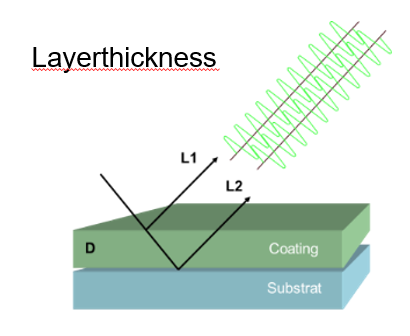 Layerthickness
L1
L2
D
Coating
Substrat